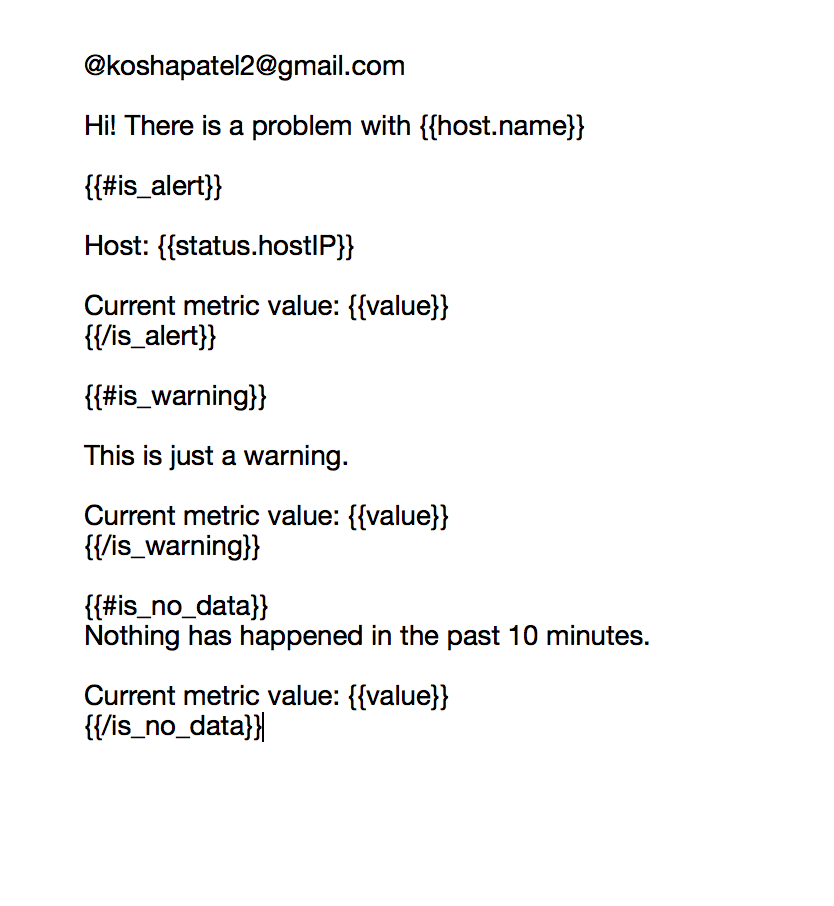 @koshapatel2@gmail.com
Hi! There is a problem with {{host.name}}
{{#is_alert}}
Host: {{status.hostIP}}
Current metric value: {{value}}
{{/is_alert}}
{{#is_warning}}
This is just a warning.
Current metric value: {{value}}
{{/is_warning}}
{{#is_no_data}}
Nothing has happened in the past 10 minutes.
Current metric value: {{value}}
{{/is_no_data}}